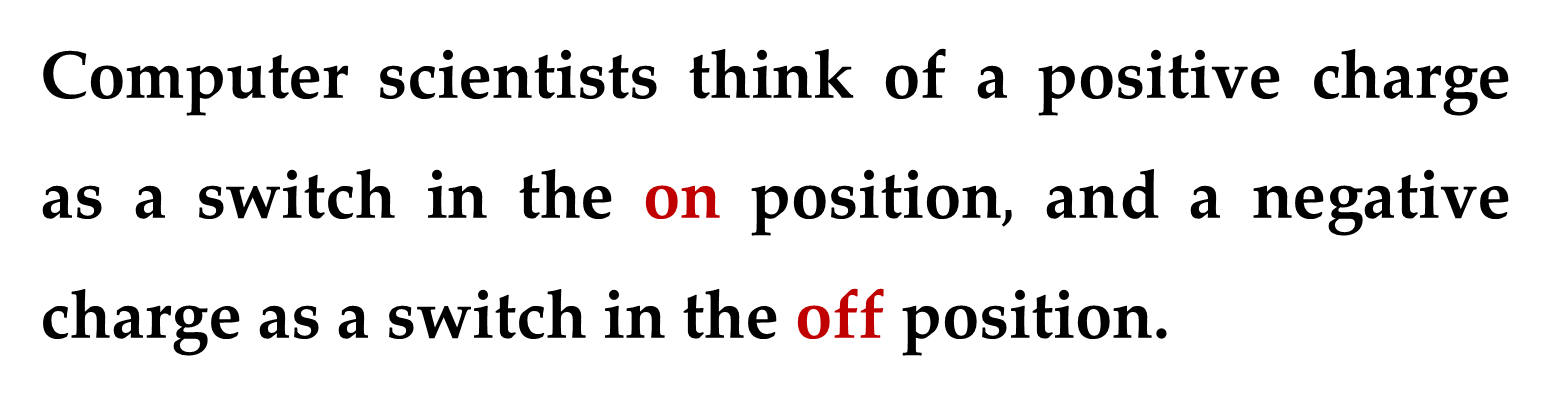 Computer scientists think of a positive charge
as a switch in the on position, and a negative
charge as a switch in the off position.